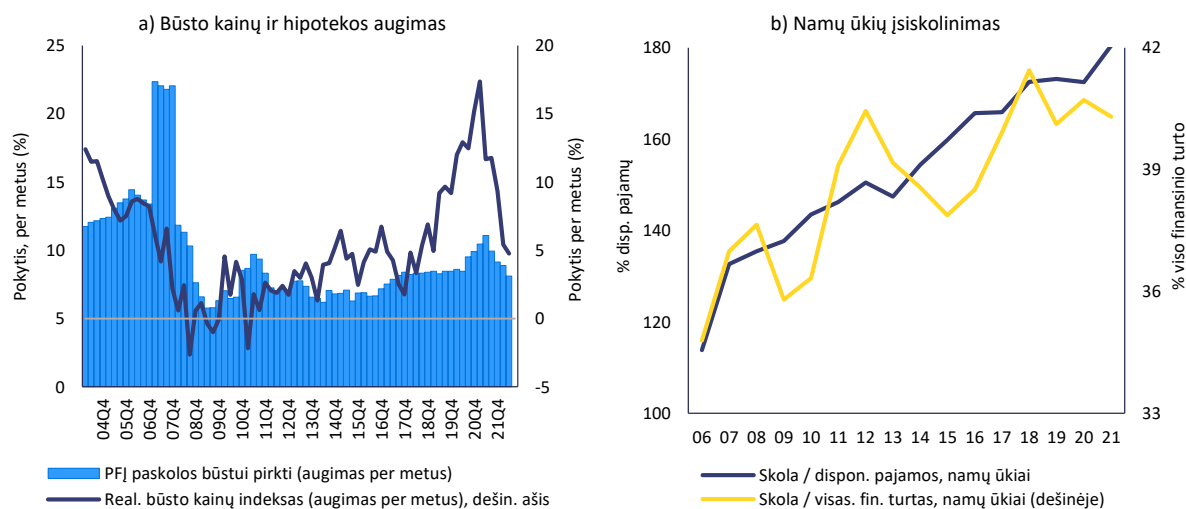 a) Būsto kainų ir hipotekos augimas
Pokytis, per metus (%)
25
20
15
10
5
0
20
15
10
5
0
-5
Pokytis per metus (%)
04Q4
05Q4
06Q4
07Q4
08Q4
09Q4
10Q4
11Q4
12Q4
13Q4
14Q4
15Q4
16Q4
17Q4
18Q4
19Q4
20Q4
21Q4
PFĮ paskolos būstui pirkti (augimas per metus)
Real. būsto kainų indeksas (augimas per metus), dešin. ašis
b) Namų ūkių įsiskolinimas
% disp. pajamų
180
160
140
120
100
42
39
36
33
% viso finansinio turto
06 07 08 09 10 11 12 13 14 15 16 17 18 19 20 21
Skola / dispon. pajamos, namų ūkiai
Skola / visas. fin. turtas, namų ūkiai (dešinėje)